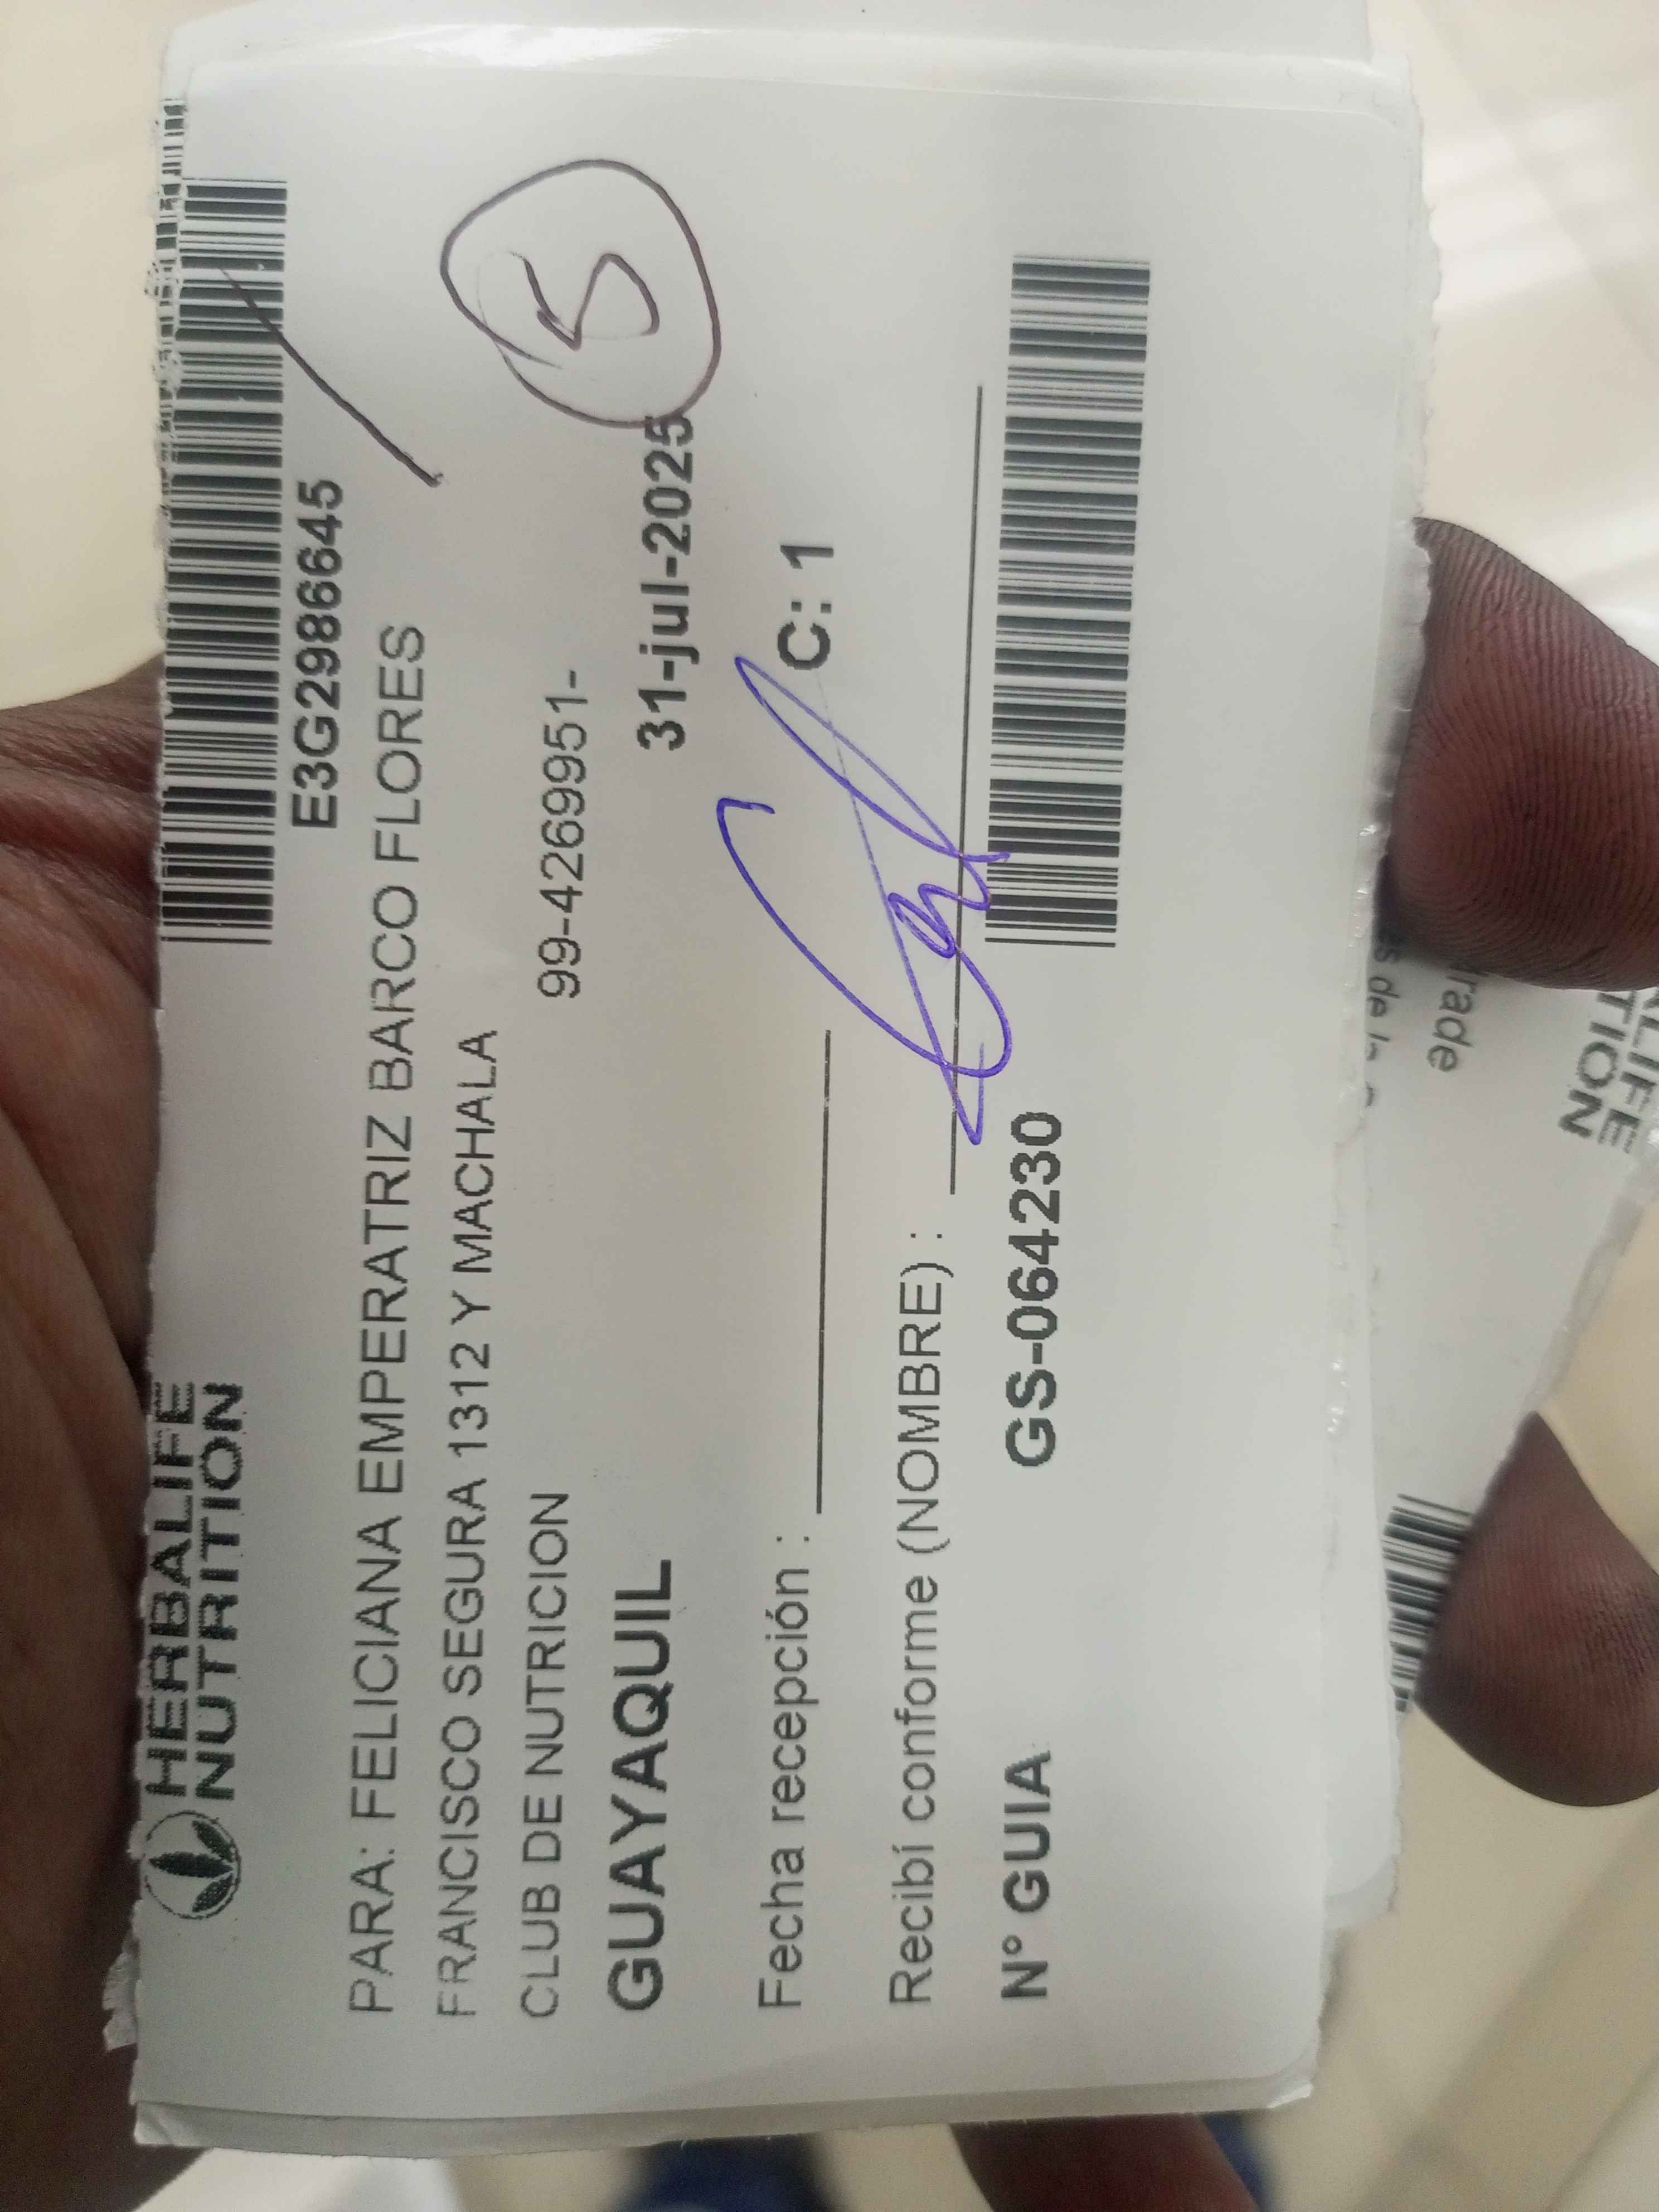 HERBALIFE
NUTRITION
E3G2986645
PARA: FELICIANA EMPERATRIZ BARCO FLORES
FRANCISCO SEGURA 1312 Y MACHALA
CLUB DE NUTRICION 99-4269951-
GUAYAQUIL 31-jul-2025
5
Fecha recepción : C: 1
Recibí conforme (NOMBRE) :
Nº GUIA GS-064230